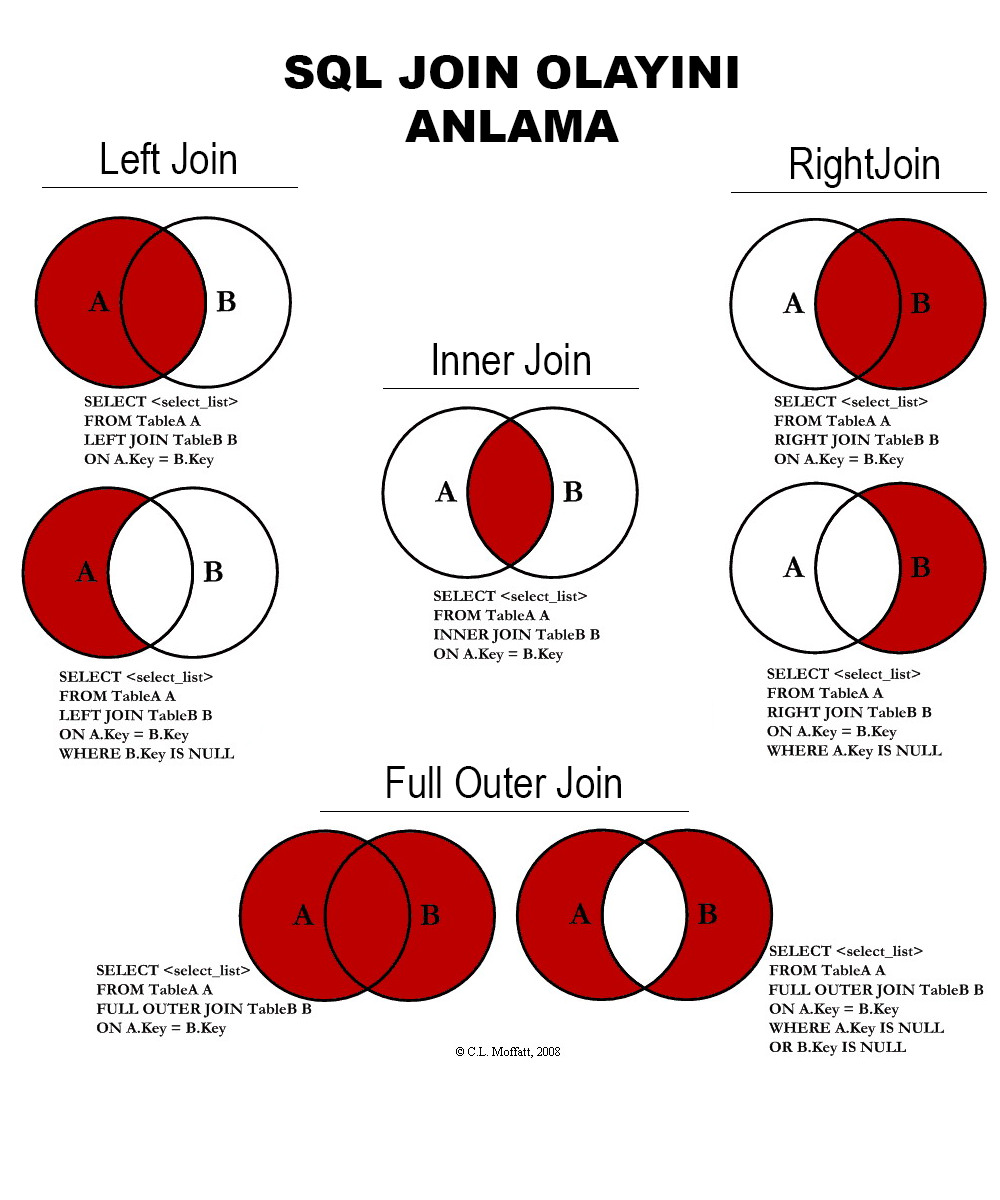 SQL JOIN OLAYINI
ANLAMA
Left Join
A
B
SELECT <select_list>
FROM TableA A
LEFT JOIN TableB B
ON A.Key = B.Key
A
B
SELECT <select_list>
FROM TableA A
LEFT JOIN TableB B
ON A.Key = B.Key
WHERE B.Key IS NULL
Inner Join
A
B
SELECT <select_list>
FROM TableA A
INNER JOIN TableB B
ON A.Key = B.Key
RightJoin
A
B
SELECT <select_list>
FROM TableA A
RIGHT JOIN TableB B
ON A.Key = B.Key
A
B
SELECT <select_list>
FROM TableA A
RIGHT JOIN TableB B
ON A.Key = B.Key
WHERE A.Key IS NULL
Full Outer Join
A
B
SELECT <select_list>
FROM TableA A
FULL OUTER JOIN TableB B
ON A.Key = B.Key
A
B
SELECT <select_list>
FROM TableA A
FULL OUTER JOIN TableB B
ON A.Key = B.Key
WHERE A.Key IS NULL
OR B.Key IS NULL
© C.L. Moffatt, 2008